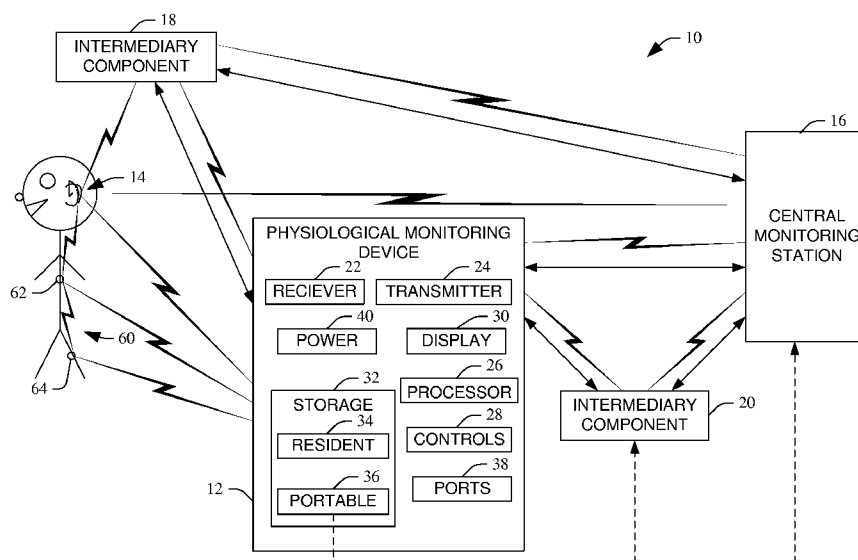 18
INTERMEDIARY
COMPONENT
10
16
14
CENTRAL
MONITORING
STATION
PHYSIOLOGICAL MONITORING
DEVICE
22
24
RECIEVER
TRANSMITTER
62
40
30
POWER
DISPLAY
60
32
26
STORAGE
PROCESSOR
64
34
28
RESIDENT
CONTROLS
INTERMEDIARY
COMPONENT
20
36
38
12
PORTABLE
PORTS